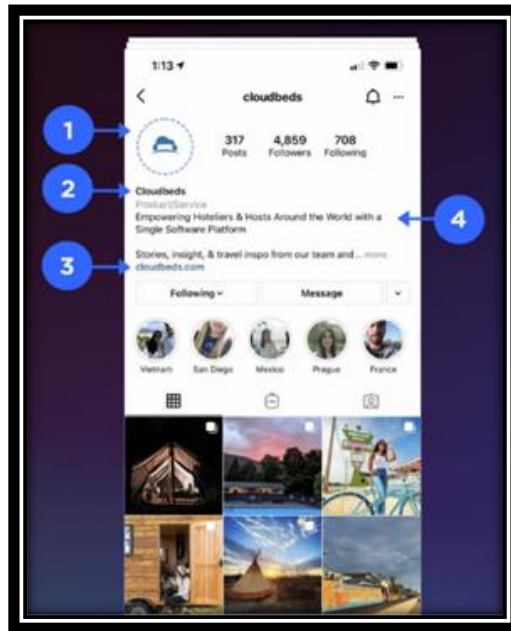 1:13
cloudbeds
1
317 4,859 708
Posts Followers Following
2
Cloudbeds
Product/Service
Empowering Hoteliers & Hosts Around the World with a
4
Single Software Platform
Stories, insight, & travel inspo from our team and... more
3
cloudbeds.com
Following Message
Vietnam San Diego Mexico Prague France